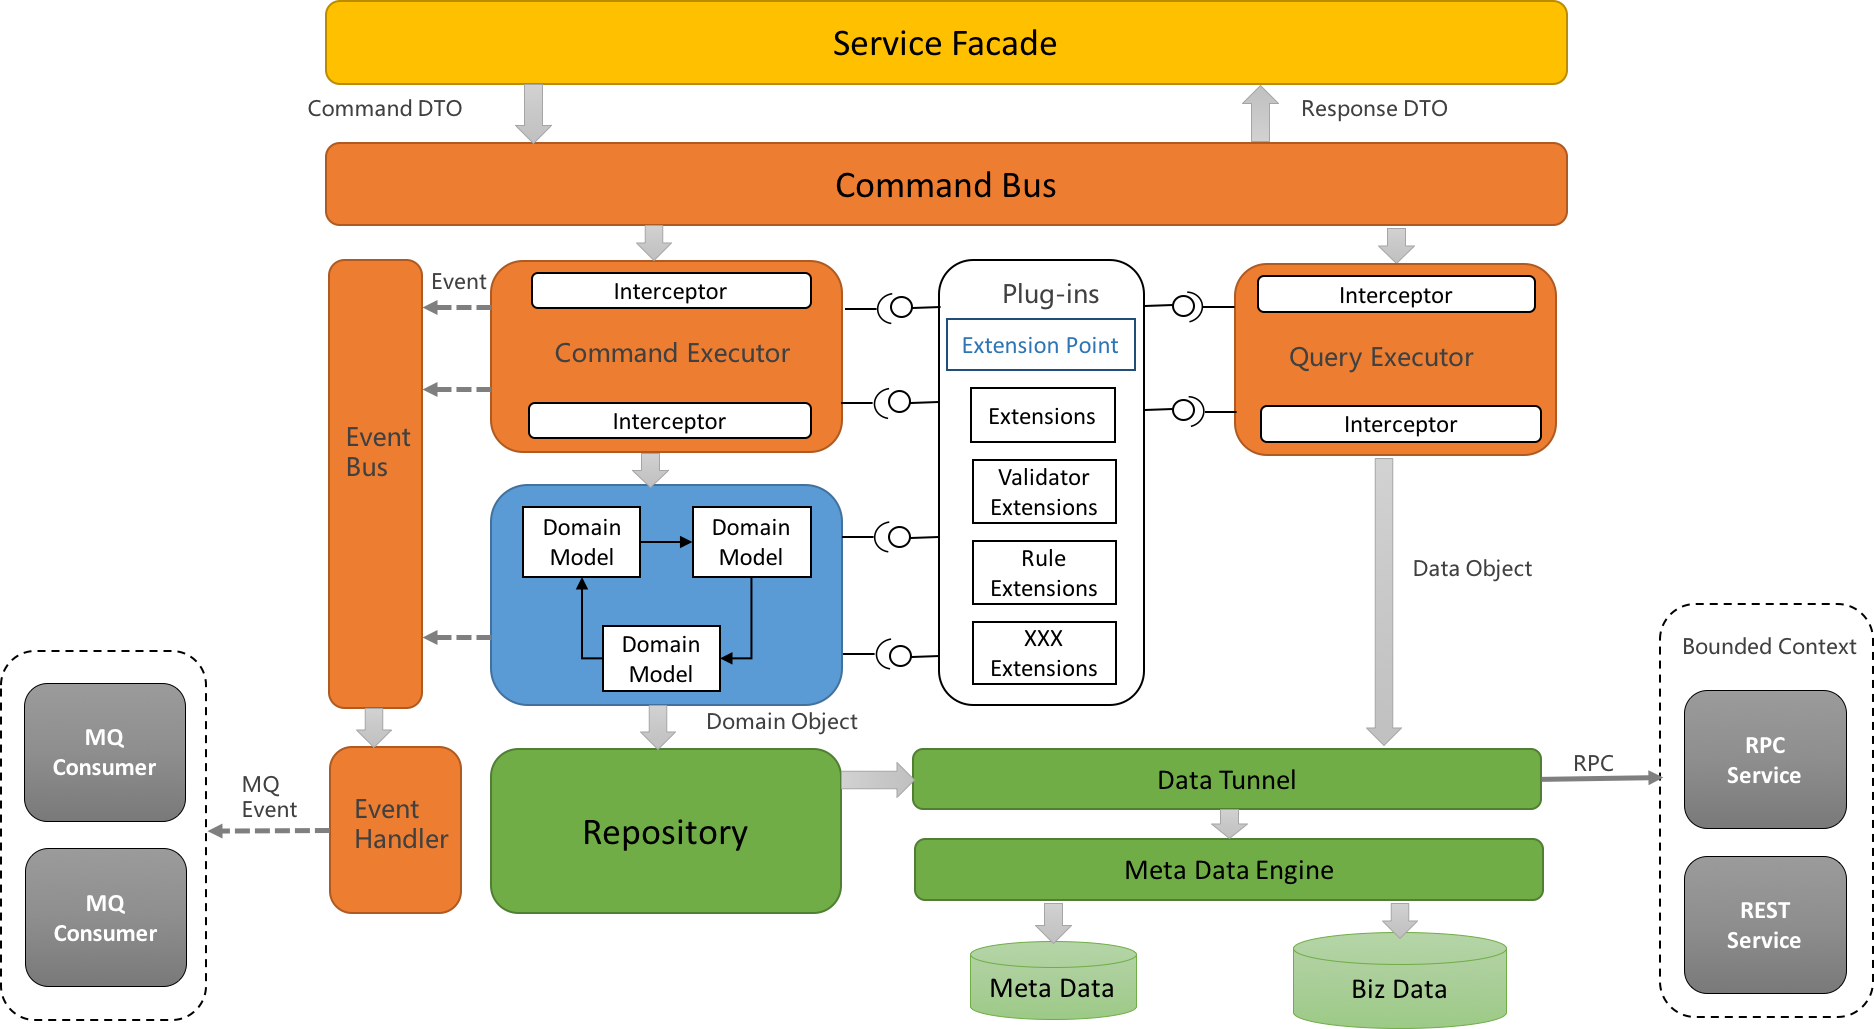 Service Facade
Command DTO
Response DTO
Command Bus
Event
Interceptor
Command Executor
Interceptor
Plug-ins
Extension Point
Extensions
Validator
Extensions
Rule
Extensions
XXX
Extensions
Interceptor
Query Executor
Interceptor
Event
Bus
Domain
Model
Domain
Model
Domain
Model
Data Object
Domain Object
Bounded Context
RPC
Service
REST
Service
MQ
Consumer
MQ
Consumer
MQ
Event
Event
Handler
Repository
Data Tunnel
RPC
Meta Data Engine
Meta Data
Biz Data